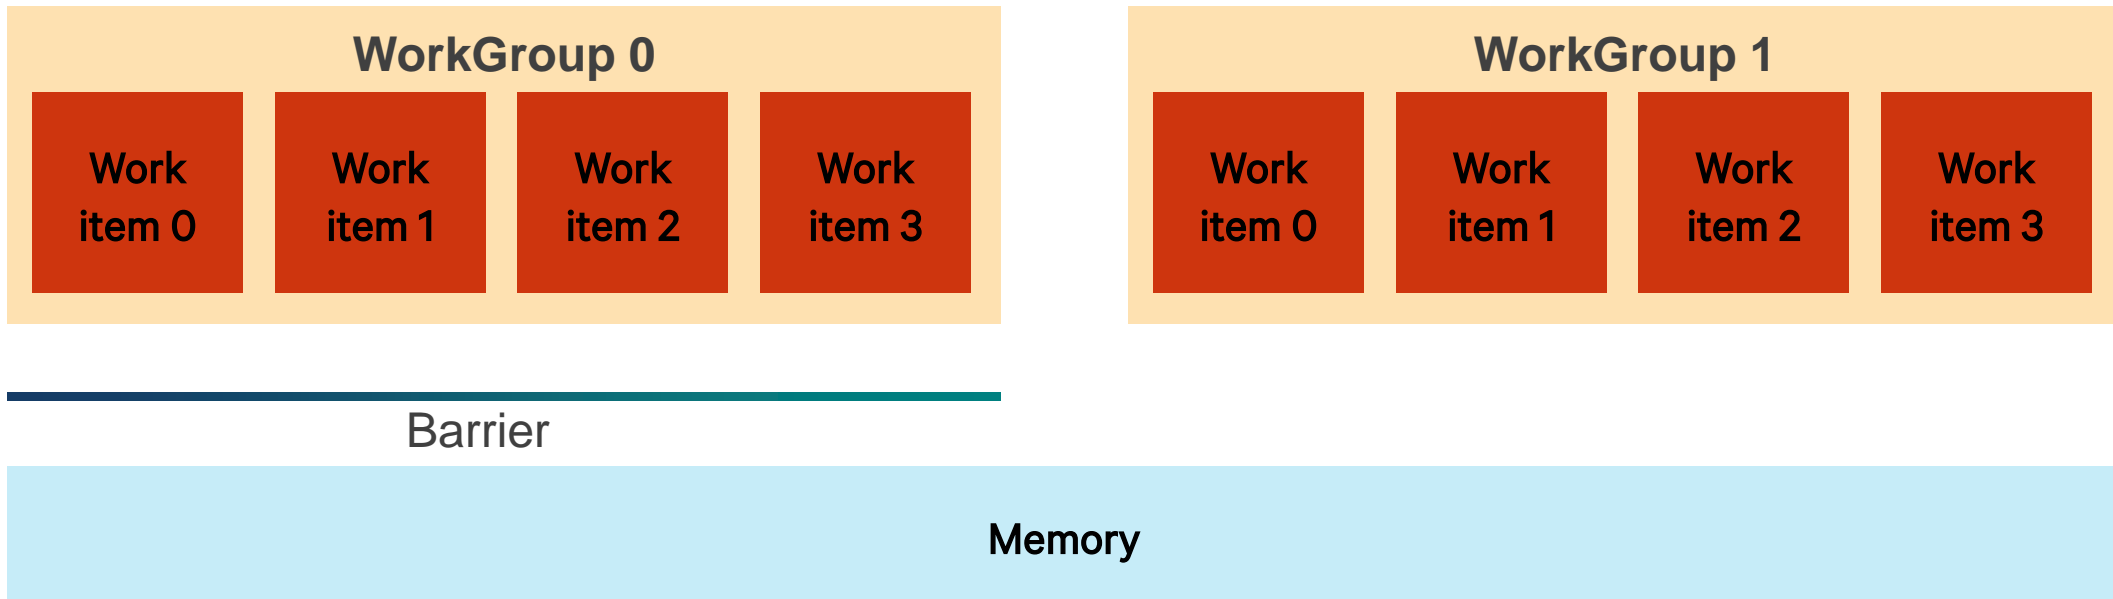 WorkGroup 0
Work
item 0
Work
item 1
Work
item 2
Work
item 3
WorkGroup 1
Work
item 0
Work
item 1
Work
item 2
Work
item 3
Barrier
Memory